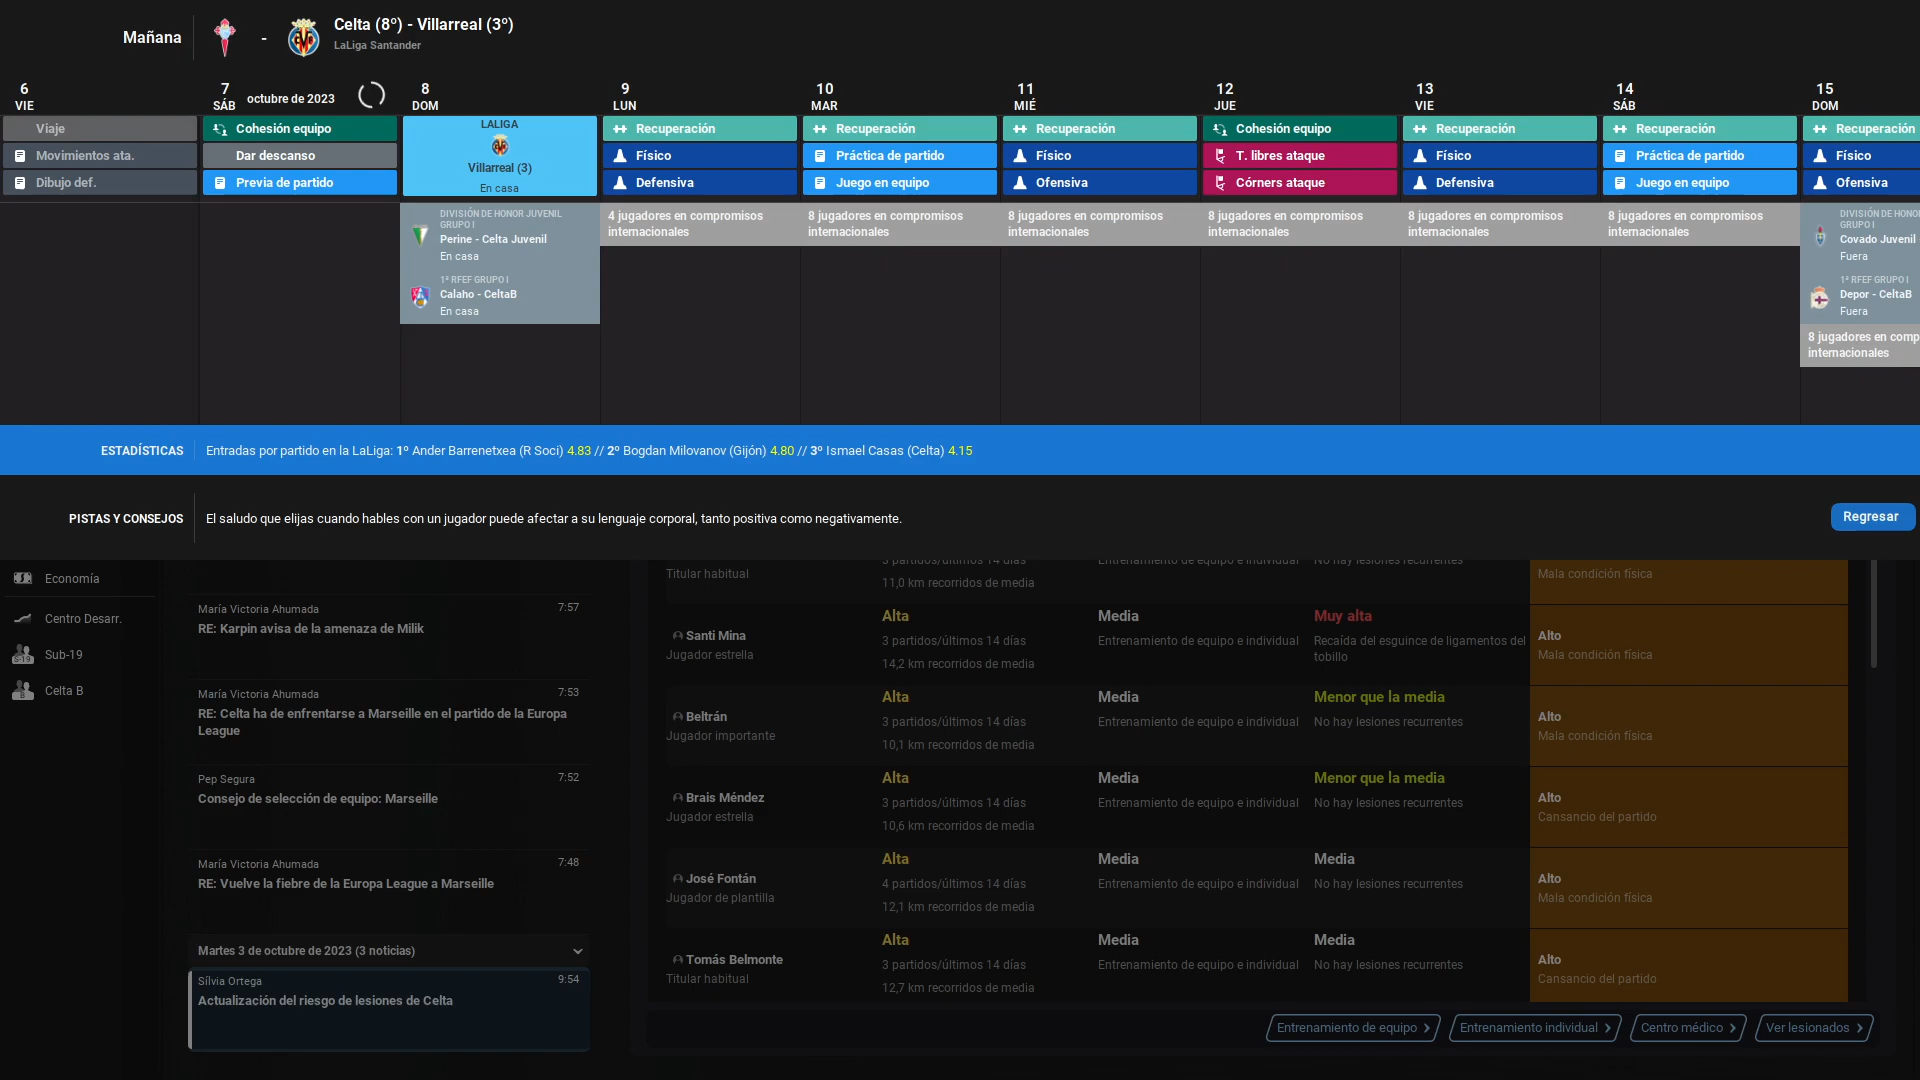 Mañana
-
Celta (8º) - Villarreal (3º)
LaLiga Santander
6
VIE
7
SÁB
octubre de 2023
8
DOM
9
LUN
10
MAR
11
MIÉ
12
JUE
13
VIE
14
SÁB
15
DOM
Viaje
Movimientos ata.
Dibujo def.
Cohesión equipo
Dar descanso
Previa de partido
LALIGA
Villarreal (3)
En casa
Recuperación
Físico
Defensiva
Recuperación
Práctica de partido
Juego en equipo
Recuperación
Físico
Ofensiva
Cohesión equipo
T. libres ataque
Córners ataque
Recuperación
Físico
Defensiva
Recuperación
Práctica de partido
Juego en equipo
Recuperación
Físico
Ofensiva
DIVISIÓN DE HONOR JUVENIL
GRUPO I
Perine - Celta Juvenil
En casa
1ª RFEF GRUPO I
Calaho - CeltaB
En casa
4 jugadores en compromisos
internacionales
8 jugadores en compromisos
internacionales
8 jugadores en compromisos
internacionales
8 jugadores en compromisos
internacionales
8 jugadores en compromisos
internacionales
8 jugadores en compromisos
internacionales
DIVISIÓN DE HONO
GRUPO I
Covado Juvenil
Fuera
1ª RFEF GRUPO I
Depor - CeltaB
Fuera
8 jugadores en comp
internacionales
ESTADÍSTICAS
Entradas por partido en la LaLiga: 1º Ander Barrenetxea (R Soci) 4.83 // 2º Bogdan Milovanov (Gijón) 4.80 // 3º Ismael Casas (Celta) 4.15
PISTAS Y CONSEJOS
El saludo que elijas cuando hables con un jugador puede afectar a su lenguaje corporal, tanto positiva como negativamente.
Regresar
Economía
Centro Desarr.
Sub-19
Celta B
María Victoria Ahumada
7:57
RE: Karpin avisa de la amenaza de Milik
María Victoria Ahumada
7:53
RE: Celta ha de enfrentarse a Marseille en el partido de la Europa
League
Pep Segura
7:52
Consejo de selección de equipo: Marseille
María Victoria Ahumada
7:48
RE: Vuelve la fiebre de la Europa League a Marseille
Martes 3 de octubre de 2023 (3 noticias)
Sílvia Ortega
9:54
Actualización del riesgo de lesiones de Celta
Titular habitual
3 partidos/últimos 14 días
11,0 km recorridos de media
Entrenamiento de equipo e individual
No hay lesiones recurrentes
Mala condición física
Santi Mina
Jugador estrella
Alta
3 partidos/últimos 14 días
14,2 km recorridos de media
Media
Entrenamiento de equipo e individual
Muy alta
Recaída del esguince de ligamentos del
tobillo
Alto
Mala condición física
Beltrán
Jugador importante
Alta
3 partidos/últimos 14 días
10,1 km recorridos de media
Media
Entrenamiento de equipo e individual
Menor que la media
No hay lesiones recurrentes
Alto
Mala condición física
Brais Méndez
Jugador estrella
Alta
3 partidos/últimos 14 días
10,6 km recorridos de media
Media
Entrenamiento de equipo e individual
Menor que la media
No hay lesiones recurrentes
Alto
Cansancio del partido
José Fontán
Jugador de plantilla
Alta
4 partidos/últimos 14 días
12,1 km recorridos de media
Media
Entrenamiento de equipo e individual
Media
No hay lesiones recurrentes
Alto
Mala condición física
Tomás Belmonte
Titular habitual
Alta
3 partidos/últimos 14 días
12,7 km recorridos de media
Media
Entrenamiento de equipo e individual
Media
No hay lesiones recurrentes
Alto
Cansancio del partido
Entrenamiento de equipo
Entrenamiento individual
Centro médico
Ver lesionados